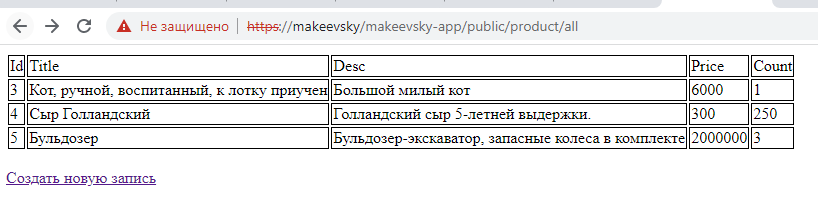 Не защищено https://makeevsky/makeevsky-app/public/product/all
Id Title Desc Price Count
3 Кот, ручной, воспитанный, к лотку приучен Большой милый кот 6000 1
4 Сыр Голландский Голландский сыр 5-летней выдержки. 300 250
5 Бульдозер Бульдозер-экскаватор, запасные колеса в комплекте 2000000 3
Создать новую запись